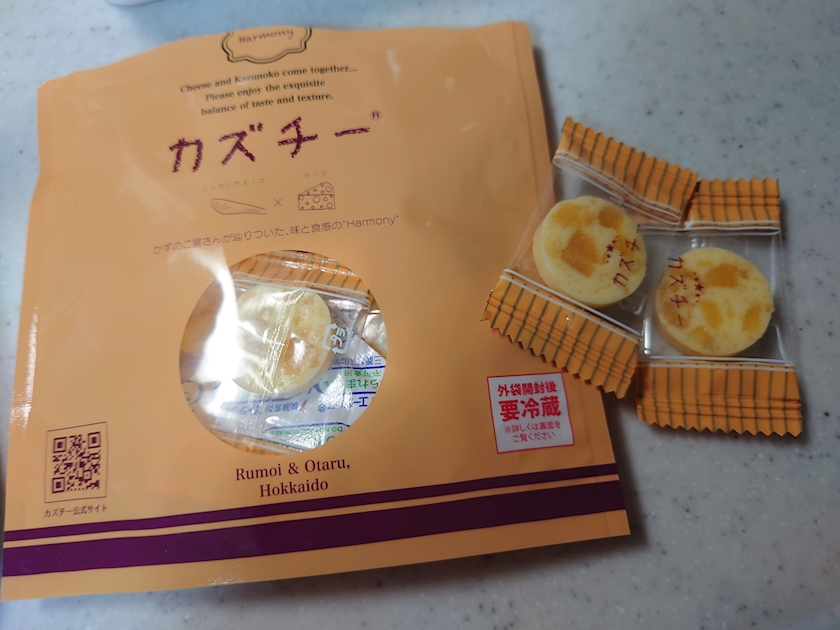 Harmony
Cheese and Kazunoko come together...
Please enjoy the exquisite
balance of taste and texture.
カズチー®
チーズ
×
かずのこ屋さんが辿りついた、味と食感の"Harmony"
カズチー
カズチー
外袋開封後
要冷蔵
※詳しくは裏面を
ご覧ください
Rumoi & Otaru,
Hokkaido
カズチー公式サイト